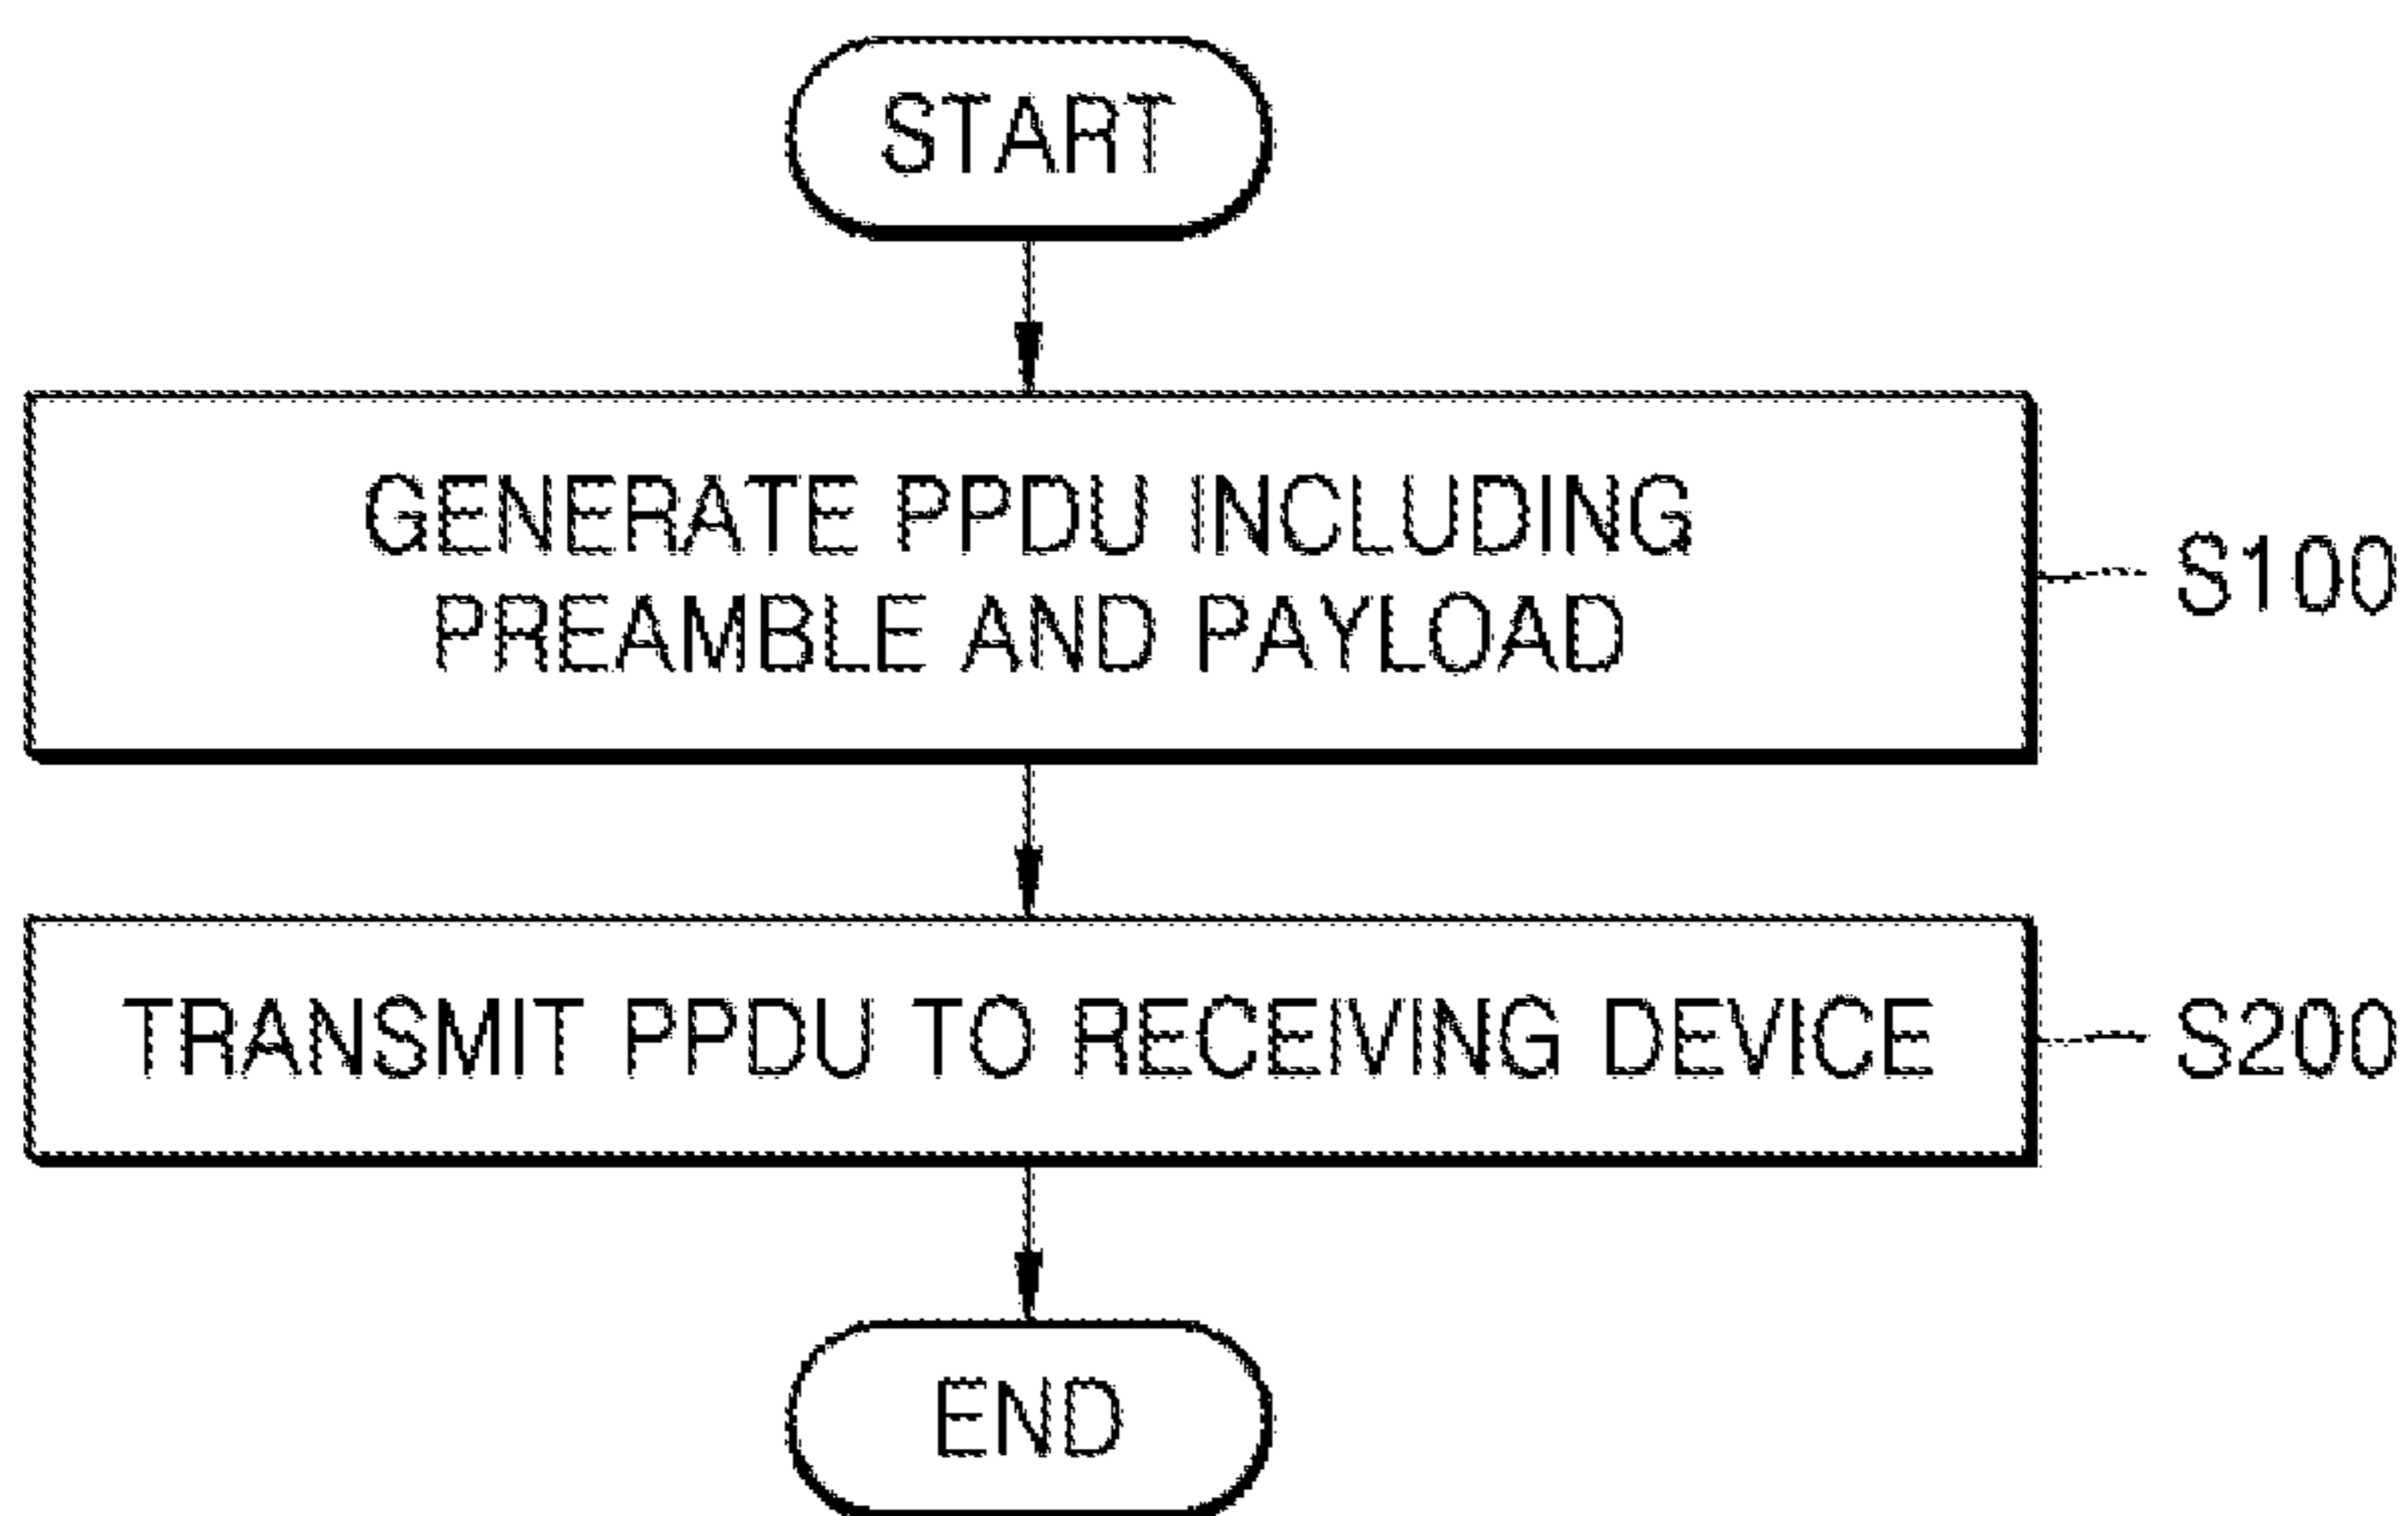 START
GENERATE PPDU INCLUDING
PREAMBLE AND PAYLOAD
S100
TRANSMIT PPDU TO RECEIVING DEVICE
S200
END